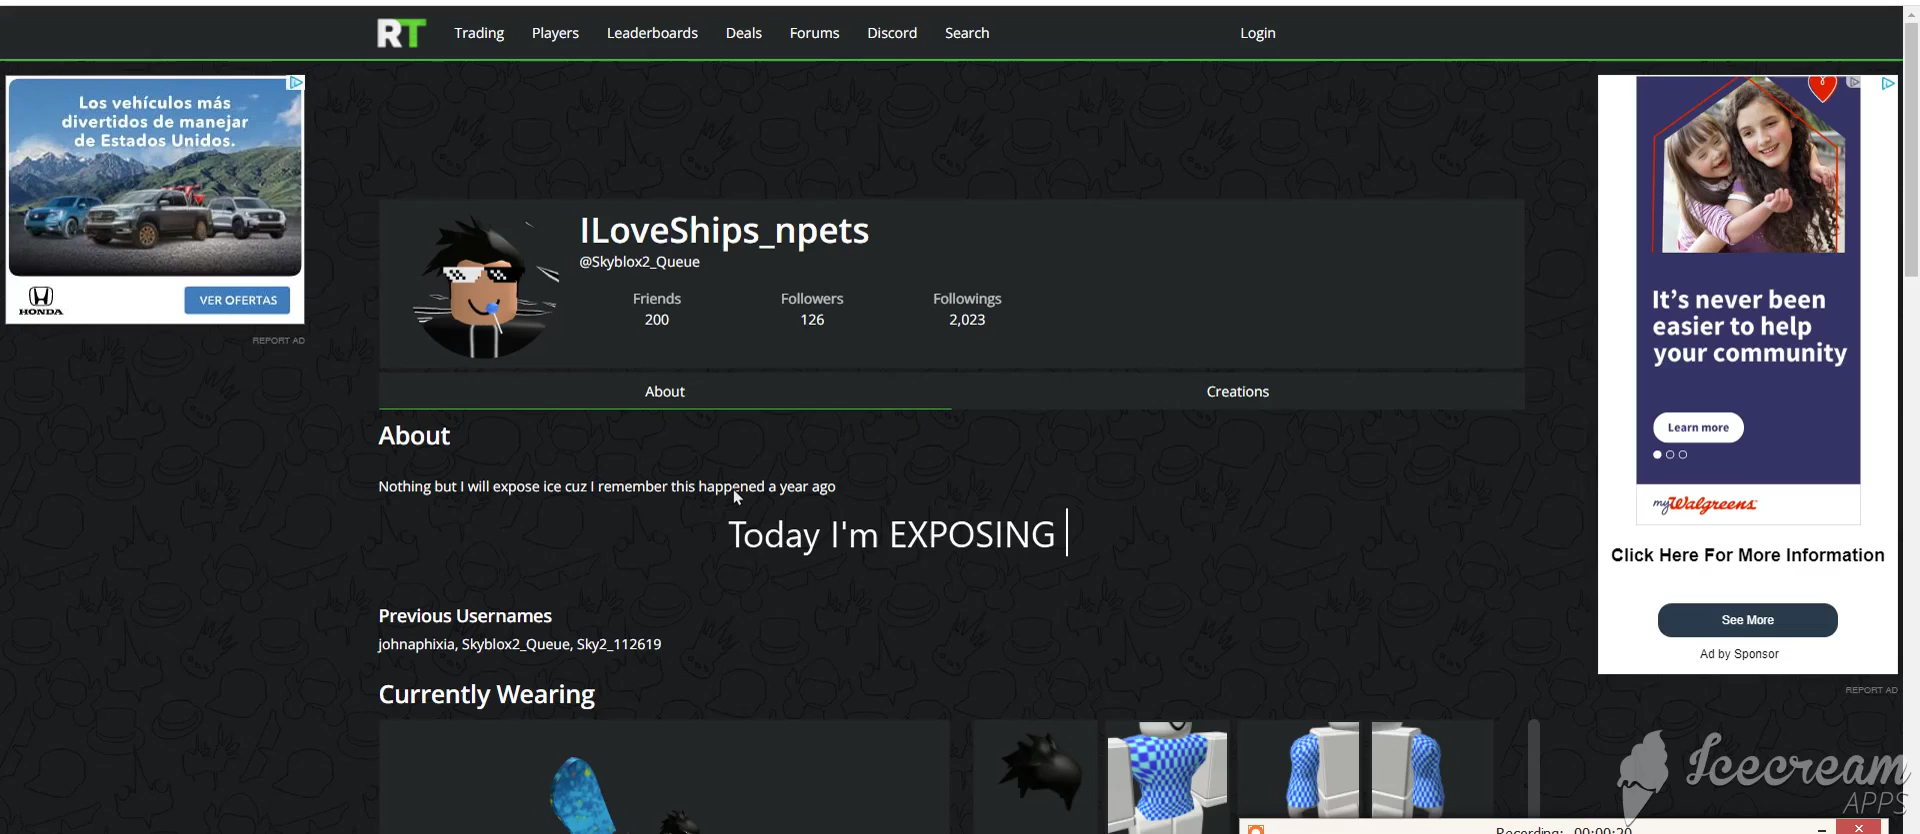 RT Trading Players Leaderboards Deals Forums Discord Search Login
Los vehículos más
divertidos de manejar
de Estados Unidos.
HONDA
VER OFERTAS
REPORT AD
ILoveShips_npets
@Skyblox2_Queue
Friends Followers Followings
200 126 2,023
About Creations
About
Nothing but I will expose ice cuz I remember this happened a year ago
Today I'm EXPOSING
Previous Usernames
johnaphixia, Skyblox2_Queue, Sky2_112619
Currently Wearing
It's never been
easier to help
your community
Learn more
myWalgreens
Click Here For More Information
See More
Ad by Sponsor
REPORT AD
Icecream
APPS
Recording: 00:00:20